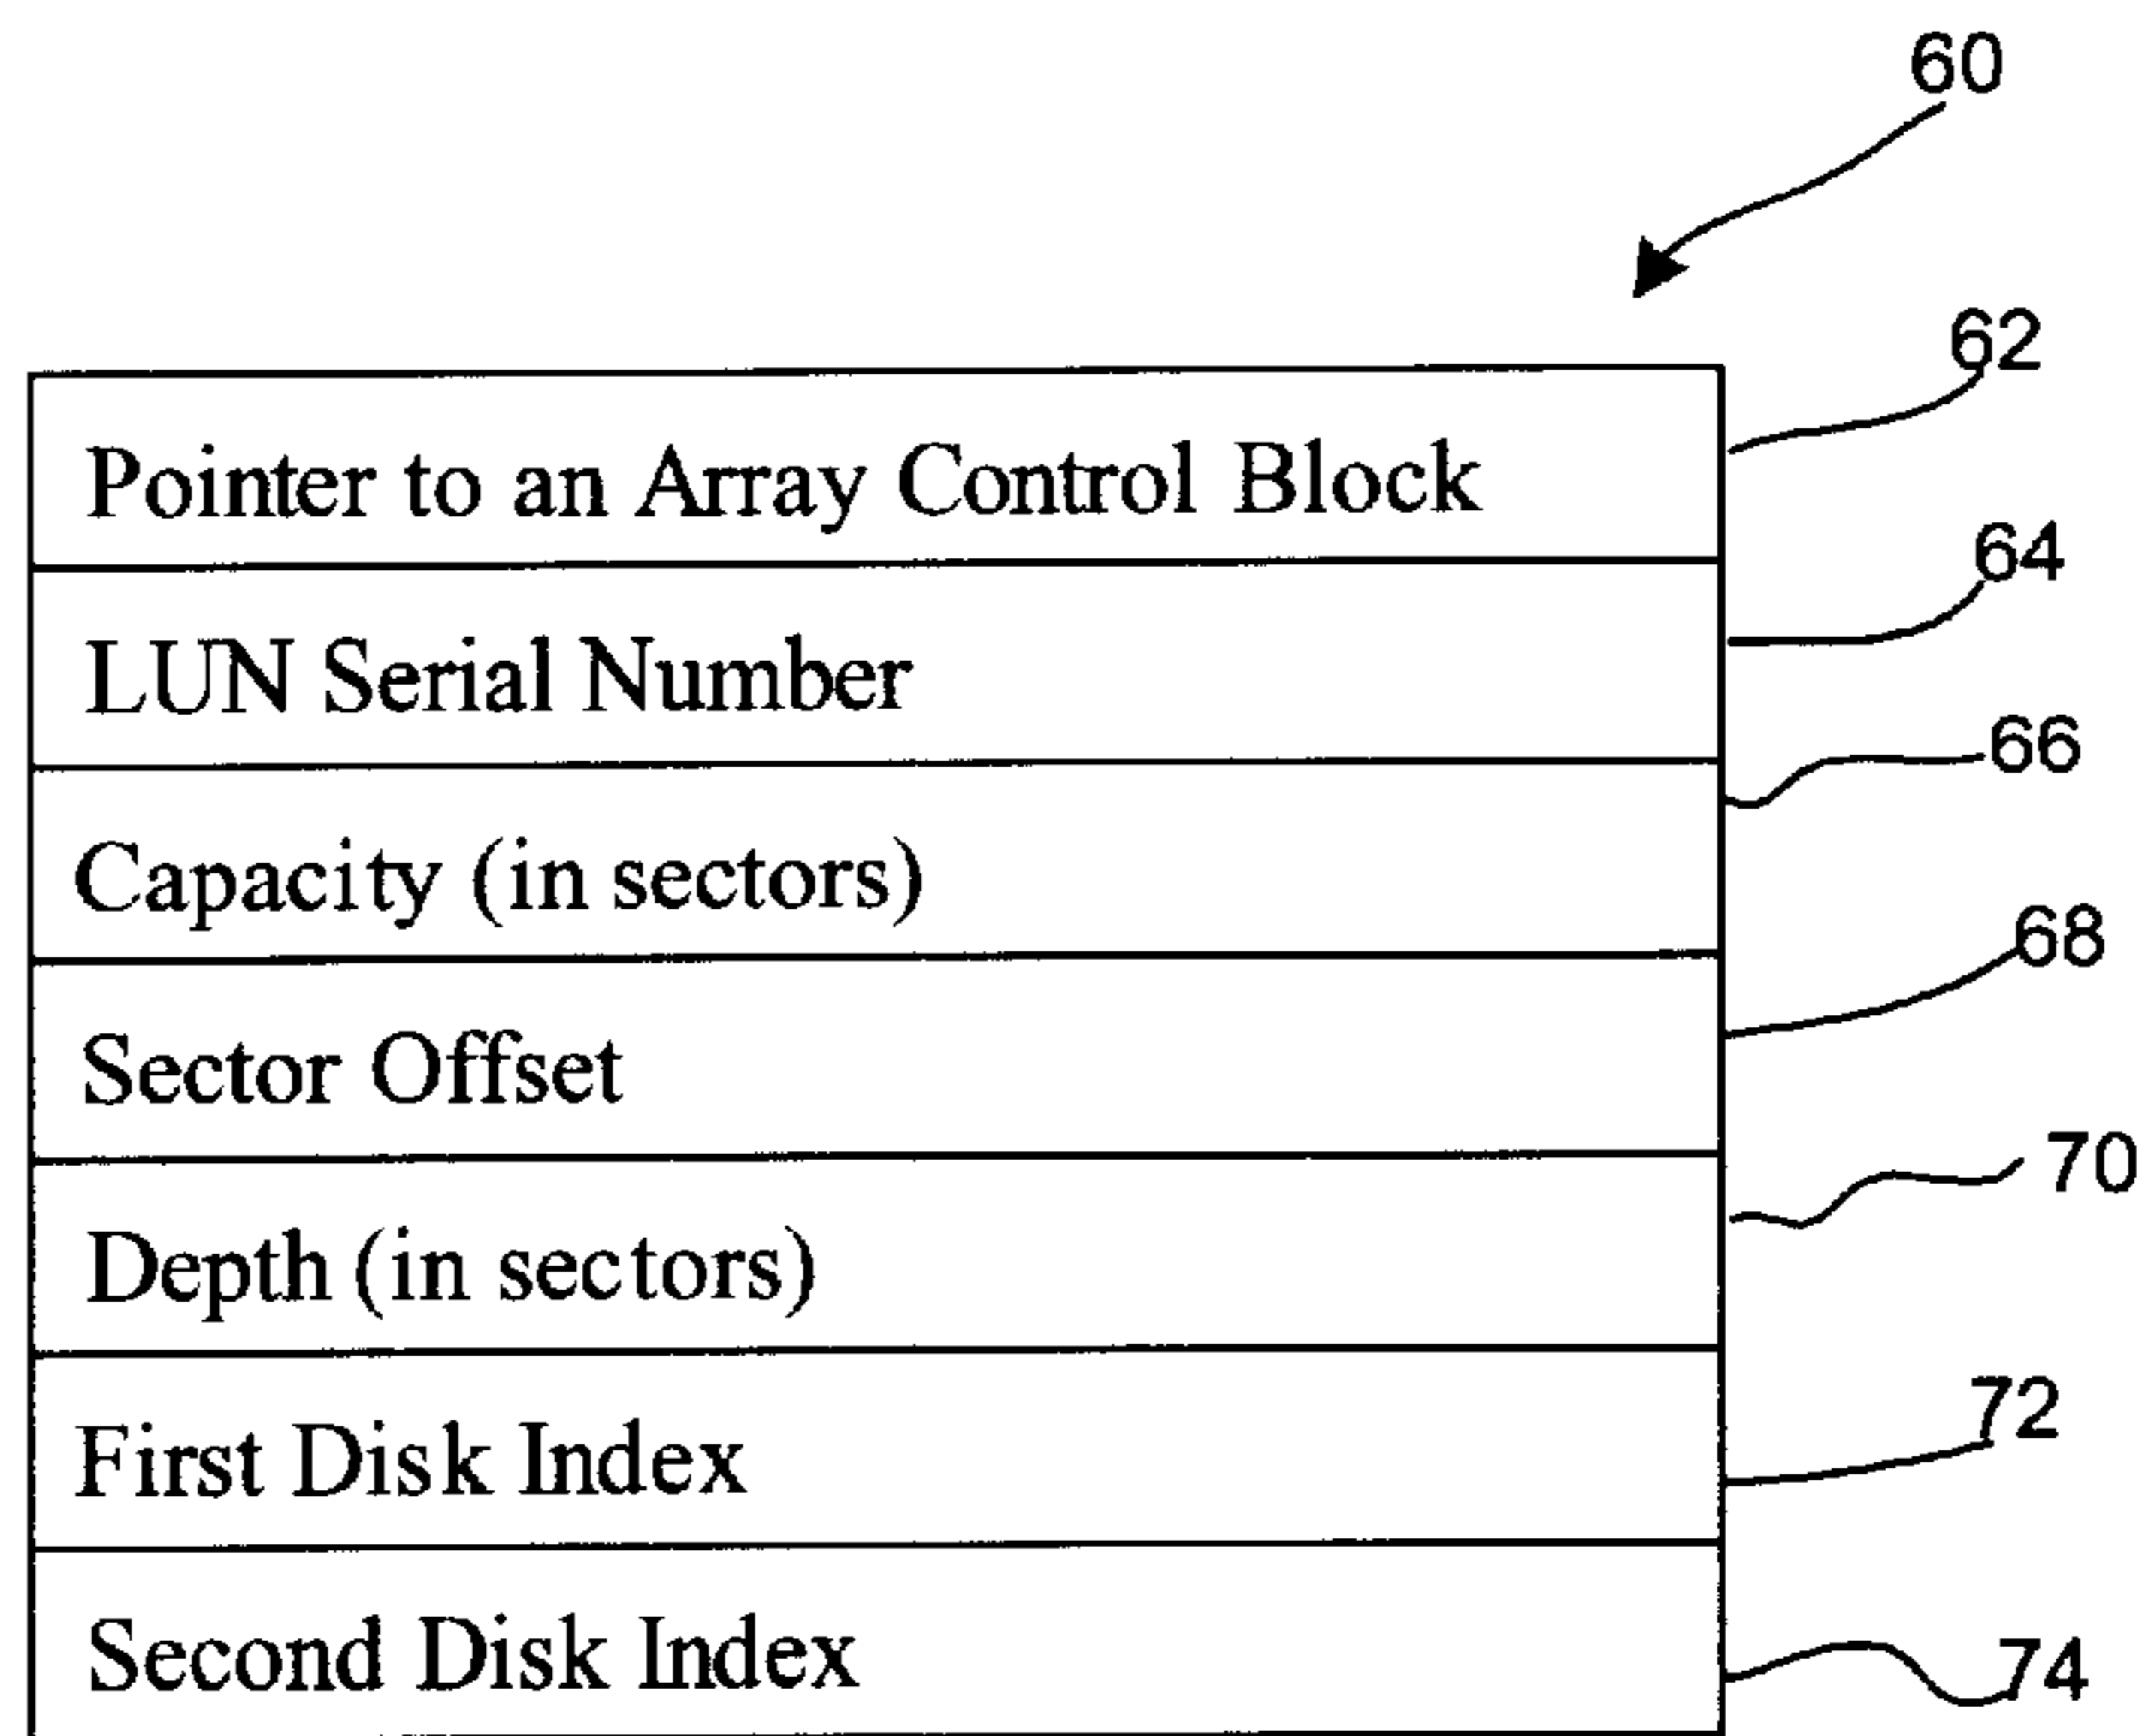 60
62
Pointer to an Array Control Block
64
LUN Serial Number
66
Capacity (in sectors)
68
Sector Offset
70
Depth (in sectors)
72
First Disk Index
74
Second Disk Index